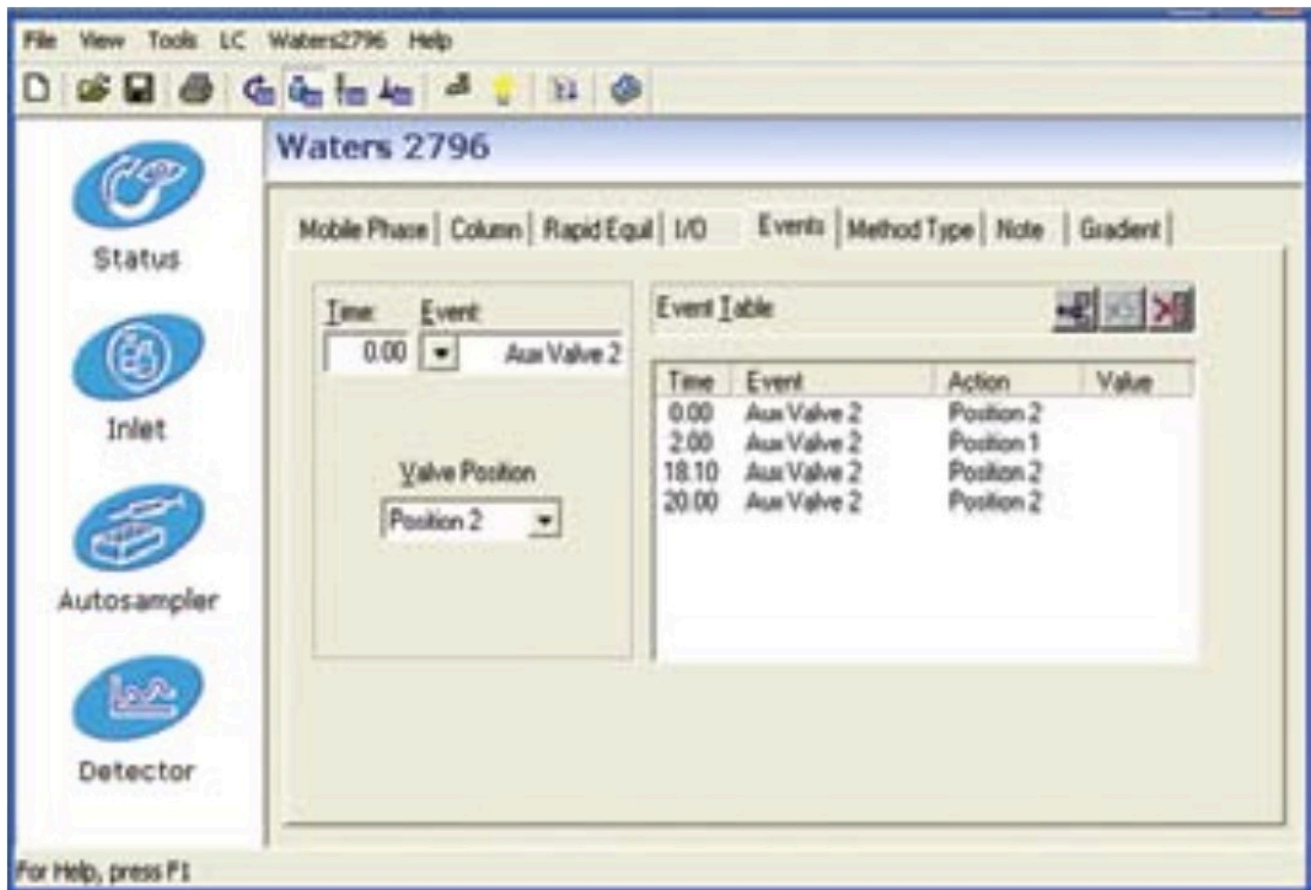 File View Tools LC Waters2796 Help
Waters 2796
Mobile Phase Column Rapid Equil I/O Events Method Type Note Gradient
Status
Inlet
Autosampler
Detector
Time: Event:
0.00 Aux Valve 2
Valve Position
Position 2
Event Table
Time Event Action Value
0.00 Aux Valve 2 Position 2
2.00 Aux Valve 2 Position 1
18.10 Aux Valve 2 Position 2
20.00 Aux Valve 2 Position 2
For Help, press F1